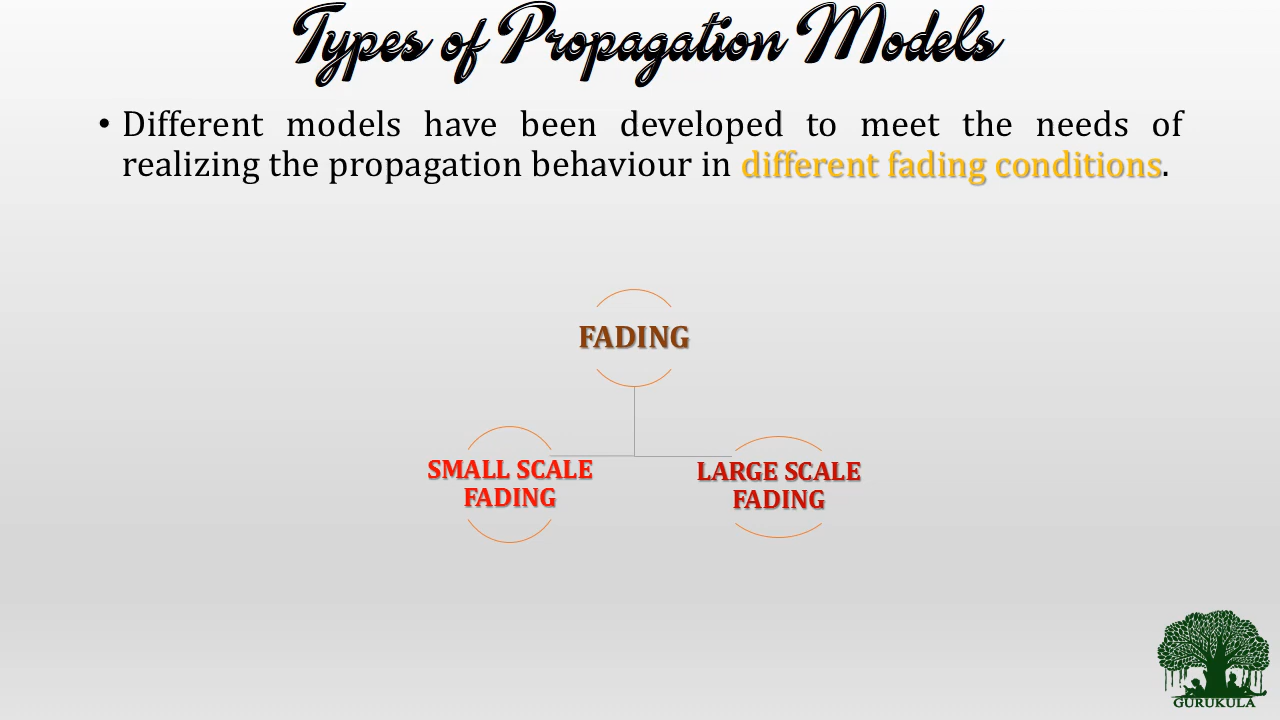 Types of Propagation Models
• Different models have been developed to meet the needs of
realizing the propagation behaviour in different fading conditions.
FADING
SMALL SCALE
FADING
LARGE SCALE
FADING
GURUKULA